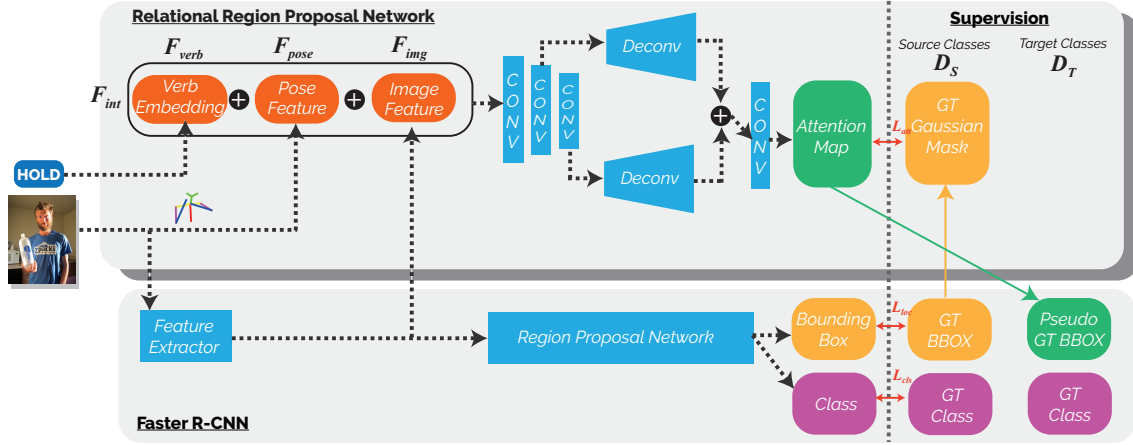 Relational Region Proposal Network
Supervision
F_verb
F_pose
F_img
Source Classes
Target Classes
D_S
D_T
F_int
Verb
Embedding
+
Pose
Feature
+
Image
Feature
CONV
CONV
CONV
Deconv
Deconv
+
CONV
Attention
Map
L_att
GT
Gaussian
Mask
HOLD
Feature
Extractor
Region Proposal Network
Bounding
Box
L_loc
GT
BBOX
Pseudo
GT BBOX
Class
L_cls
GT
Class
GT
Class
Faster R-CNN